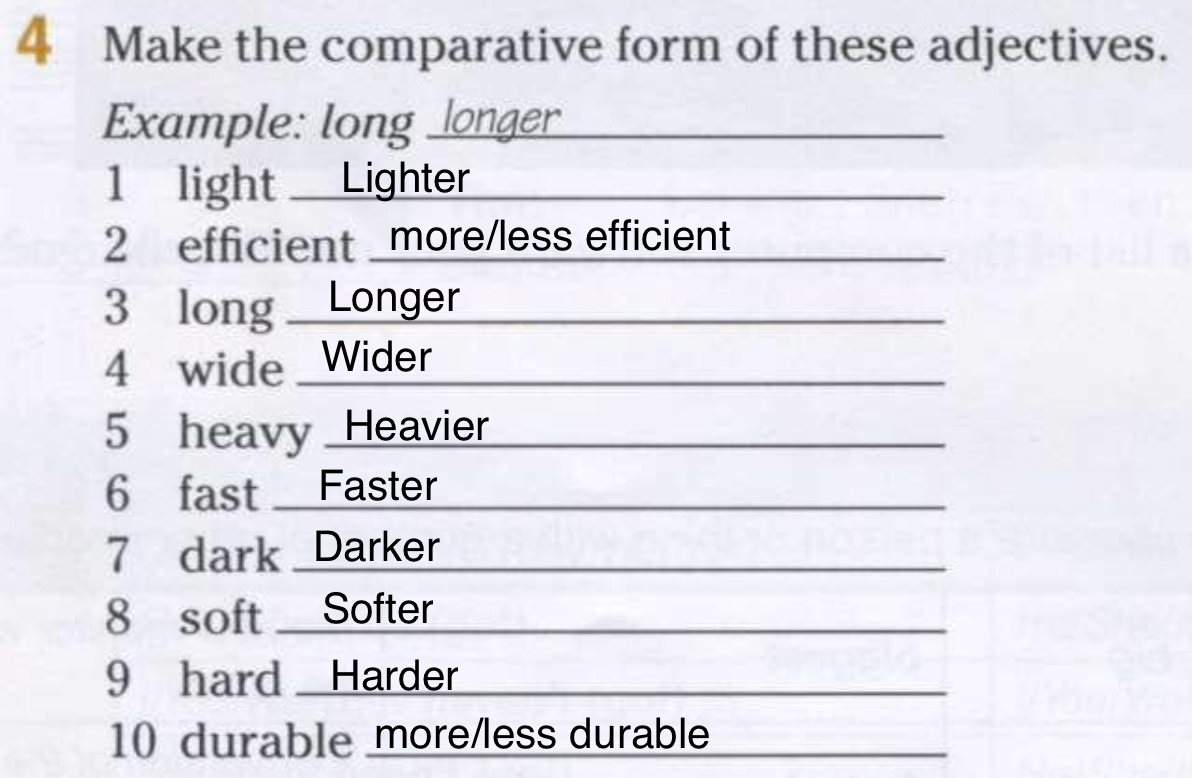 4 Make the comparative form of these adjectives.
Example: long longer
1 light Lighter
2 efficient more/less efficient
3 long Longer
4 wide Wider
5 heavy Heavier
6 fast Faster
7 dark Darker
8 soft Softer
9 hard Harder
10 durable more/less durable